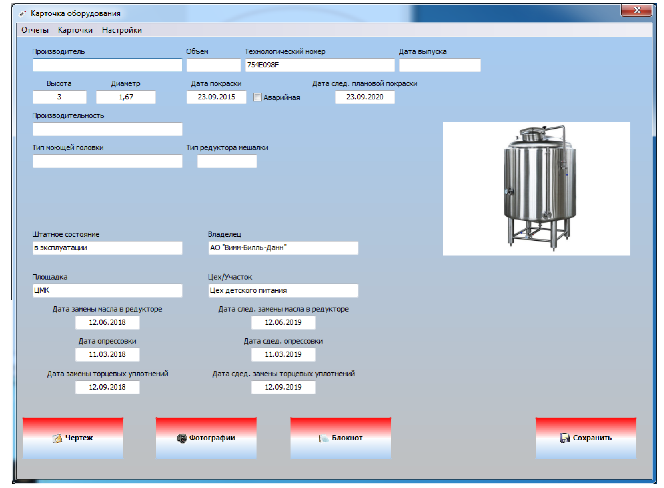 Карточка оборудования
Отчеты Карточки Настройки
Производитель Объем Технологический номер Дата выпуска
754Е098Е
Высота Диаметр Дата покраски Дата след. плановой покраски
3 1,67 23.09.2015 Аварийная 23.09.2020
Производительность
Тип моющей головки Тип редуктора мешалки
Штатное состояние Владелец
в эксплуатации АО "Вимм-Билль-Данн"
Площадка Цех/Участок
ЦМК Цех детского питания
Дата замены масла в редукторе Дата след. замены масла в редукторе
12.06.2018 12.06.2019
Дата опрессовки Дата сдед. опрессовки
11.03.2018 11.03.2019
Дата замены торцевых уплотнений Дата сдед. замены торцевых уплотнений
12.09.2018 12.09.2019
Чертеж Фотографии Блокнот Сохранить